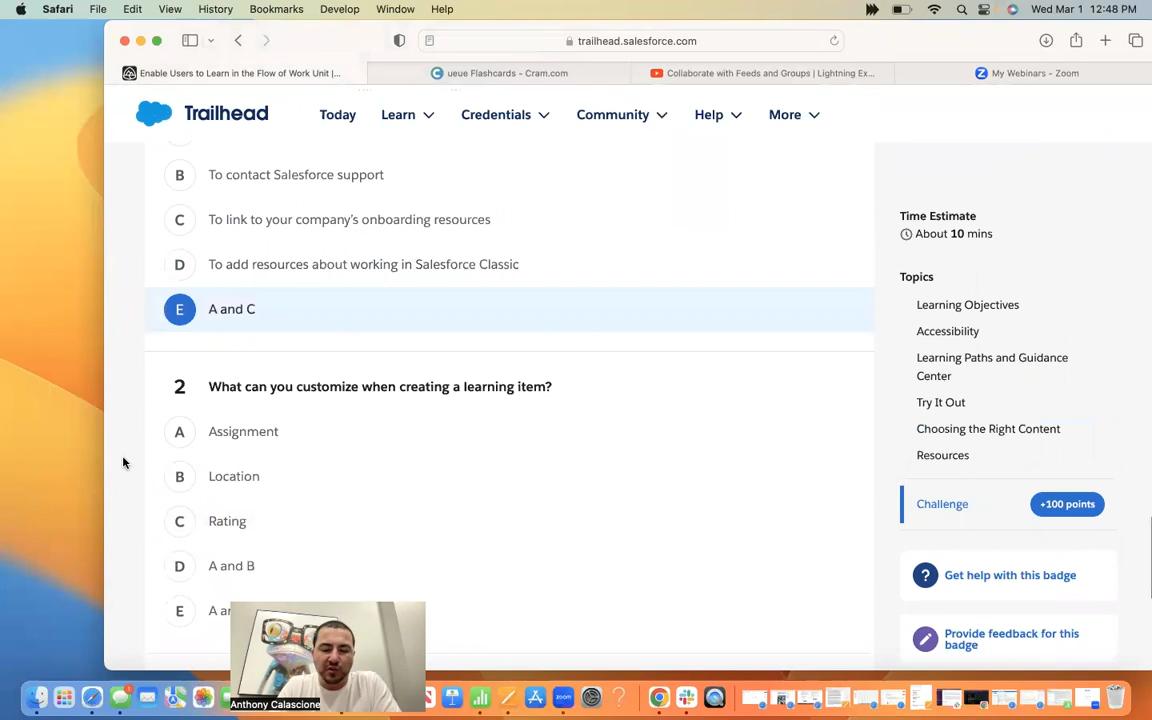 Safari File Edit View History Bookmarks Develop Window Help Wed Mar 1 12:48 PM
trailhead.salesforce.com
Enable Users to Learn in the Flow of Work Unit |... ueue Flashcards - Cram.com Collaborate with Feeds and Groups | Lightning Ex... My Webinars - Zoom
Trailhead Today Learn Credentials Community Help More
B To contact Salesforce support
C To link to your company's onboarding resources
D To add resources about working in Salesforce Classic
E A and C
2 What can you customize when creating a learning item?
A Assignment
B Location
C Rating
D A and B
E A a
Time Estimate
About 10 mins
Topics
Learning Objectives
Accessibility
Learning Paths and Guidance
Center
Try It Out
Choosing the Right Content
Resources
Challenge +100 points
? Get help with this badge
Provide feedback for this
badge
Anthony Calascione